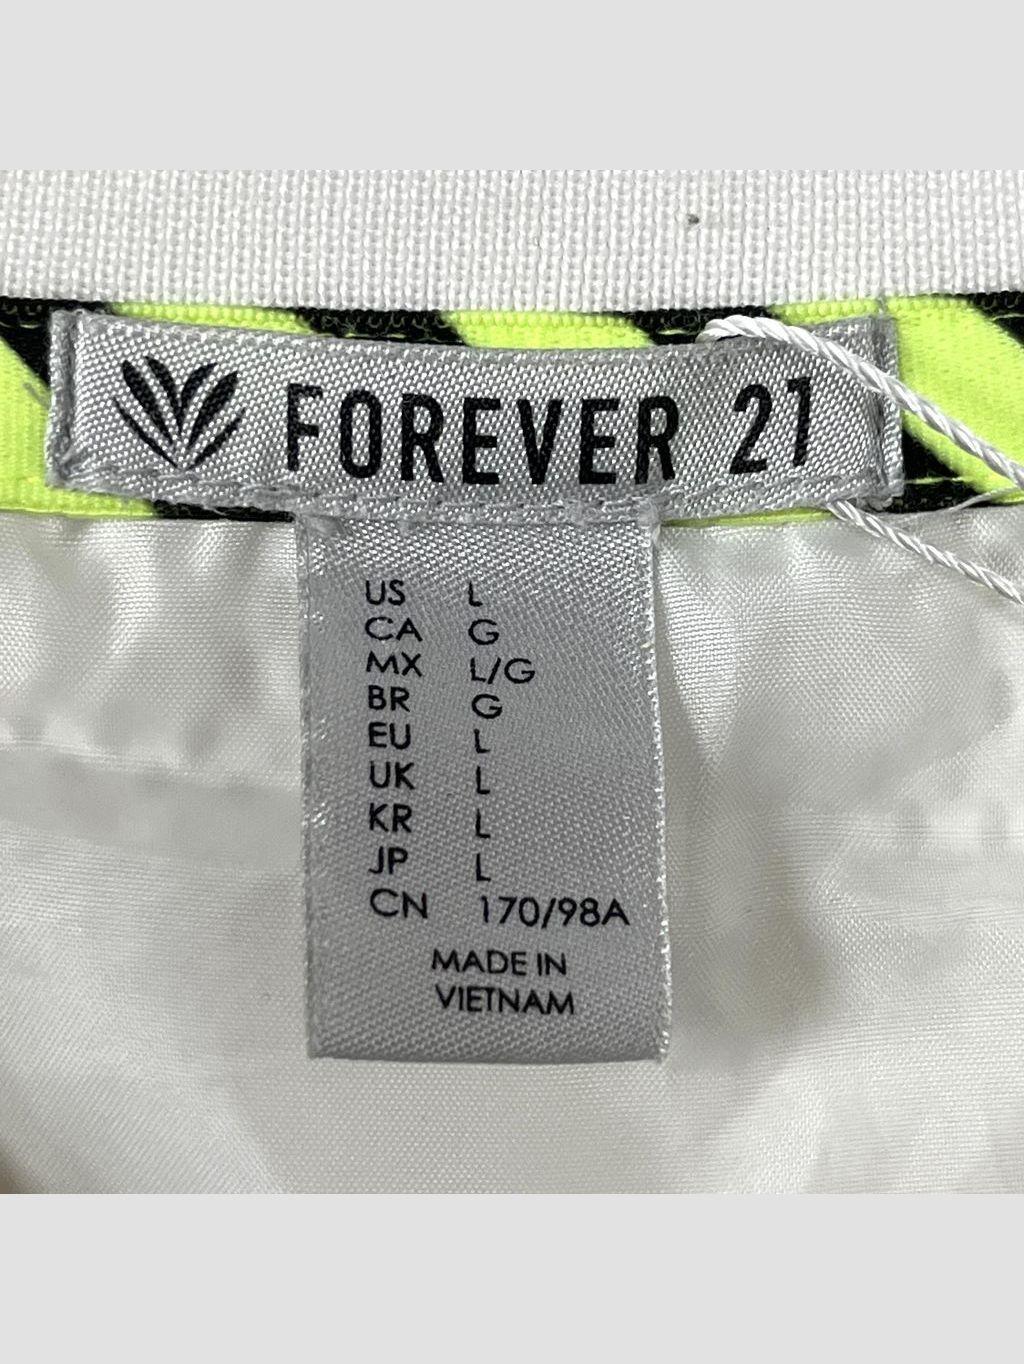 FOREVER 21
US L
CA G
MX L/G
BR G
EU L
UK L
KR L
JP L
CN 170/98A
MADE IN
VIETNAM